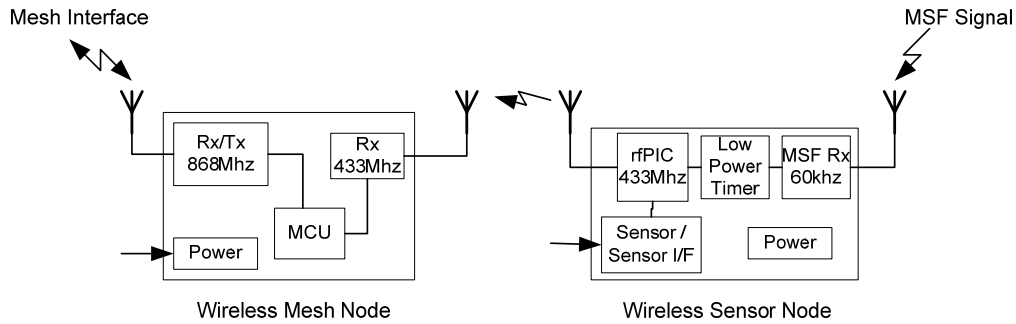 Mesh Interface
MSF Signal
Rx/Tx
868Mhz
Rx
433Mhz
MCU
Power
rfPIC
433Mhz
Low
Power
Timer
MSF Rx
60khz
Sensor /
Sensor I/F
Power
Wireless Mesh Node
Wireless Sensor Node